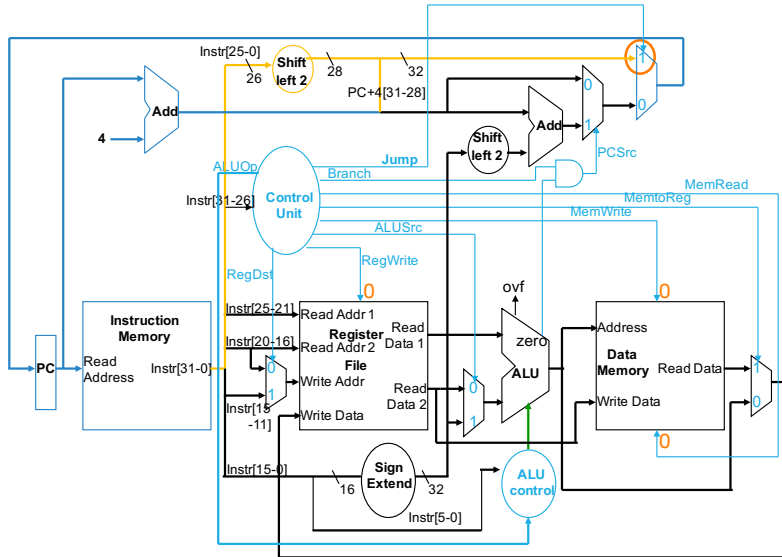 Instr[25-0]
26
Shift
left 2
28
32
1
0
PC+4[31-28]
Add
4
0
1
Add
Shift
left 2
PCSrc
ALUOp
Jump
Branch
Control
Unit
Instr[31-26]
MemRead
MemtoReg
MemWrite
ALUSrc
RegWrite
RegDst
0
0
ovf
Instruction
Memory
PC
Read
Address
Instr[31-0]
Instr[25-21]
Read Addr 1
Register
File
Read
Data 1
Instr[20-16]
Read Addr 2
0
1
Write Addr
Read
Data 2
Instr[15
-11]
Write Data
0
1
zero
ALU
Address
Data
Memory
Read Data
Write Data
1
0
0
Instr[15-0]
16
Sign
Extend
32
Instr[5-0]
ALU
control